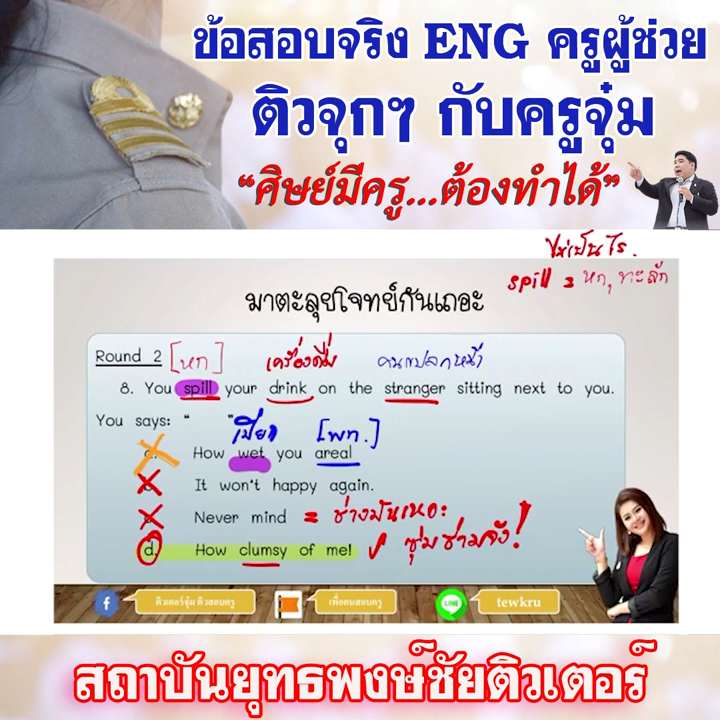 ข้อสอบจริง ENG ครูผู้ช่วย
ติวจุกๆ กับครูจุ๋ม
“ศิษย์มีครู...ต้องทำได้”
ไม่เป็นไร.
spill = หก, ทะลัก
มาตะลุยโจทย์กันเถอะ
Round 2 [หก] เครื่องดื่ม คนแปลกหน้า
8. You spill your drink on the stranger sitting next to you.
You says: “ ” เปียก [พท.]
a. How wet you areal
b. It won't happy again.
c. Never mind = ช่างมันเหอะ
d. How clumsy of me! ซุ่มซ่ามจัง!
ติวเตอร์จุ๋ม ติวสอบครู
เพื่อคนสอบครู
LINE
tewkru
สถาบันยุทธพงษ์ชัยติวเตอร์